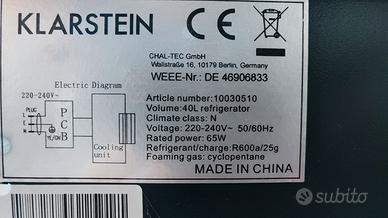 KLARSTEIN
CE
CHAL-TEC GmbH
Wallstraße 16, 10179 Berlin, Germany
WEEE-Nr.: DE 46906833
Electric Diagram
220-240V~
PLUG
L
E
N
YE/GN
P
C
B
Cooling
unit
Article number: 10030510
Volume: 40L refrigerator
Climate class: N
Voltage: 220-240V~ 50/60Hz
Rated power: 65W
Refrigerant/charge: R600a/25g
Foaming gas: cyclopentane
MADE IN CHINA
subito